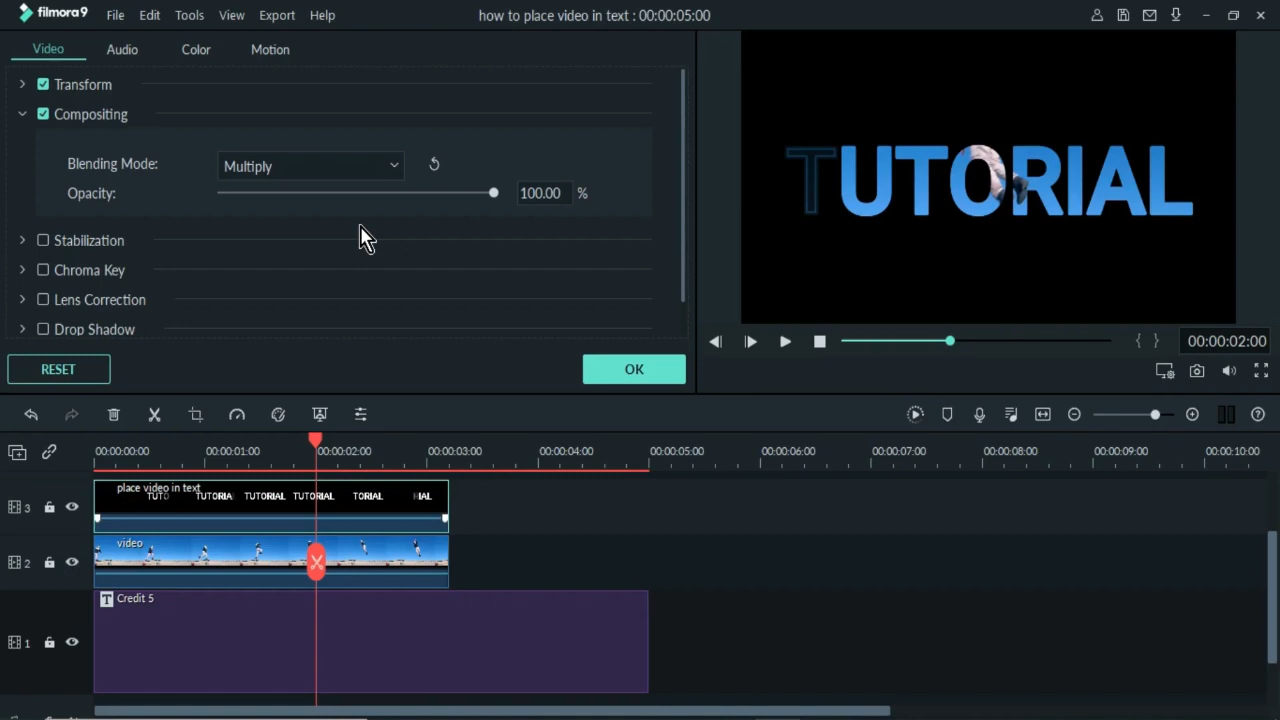 filmora9 File Edit Tools View Export Help how to place video in text : 00:00:05:00
Video Audio Color Motion
Transform
Compositing
Blending Mode: Multiply
Opacity: 100.00 %
Stabilization
Chroma Key
Lens Correction
Drop Shadow
RESET OK
TUTORIAL
00:00:02:00
00:00:00:00 00:00:01:00 00:00:02:00 00:00:03:00 00:00:04:00 00:00:05:00 00:00:06:00 00:00:07:00 00:00:08:00 00:00:09:00 00:00:10:00
place video in text
TUTO TUTORIA TUTORIAL TUTORIAL TORIAL RIAL
3
video
2
T Credit 5
1